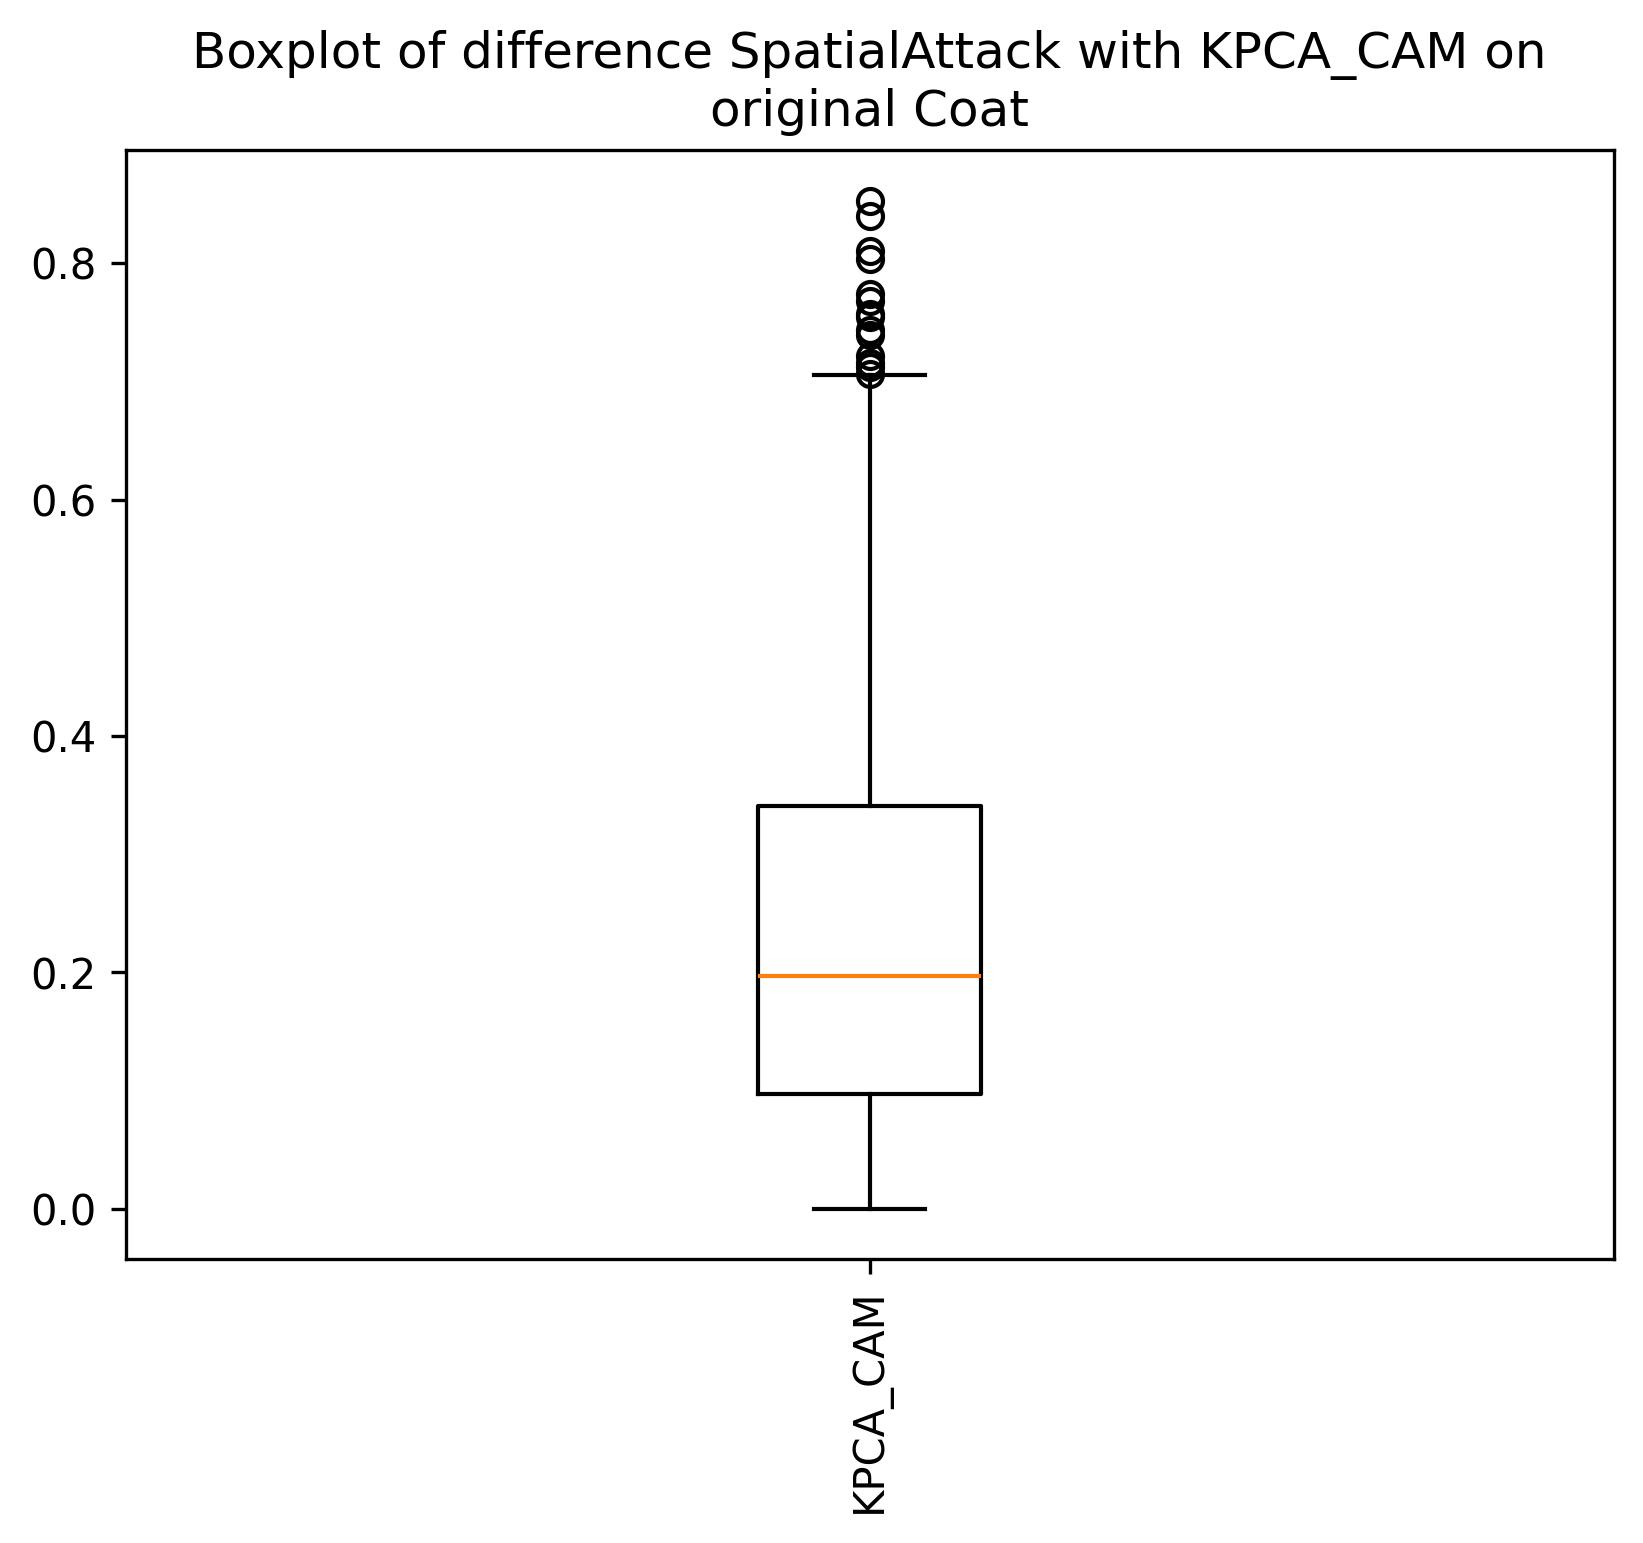 Boxplot of difference SpatialAttack with KPCA_CAM on
original Coat
0.8
0.6
0.4
0.2
0.0
KPCA_CAM